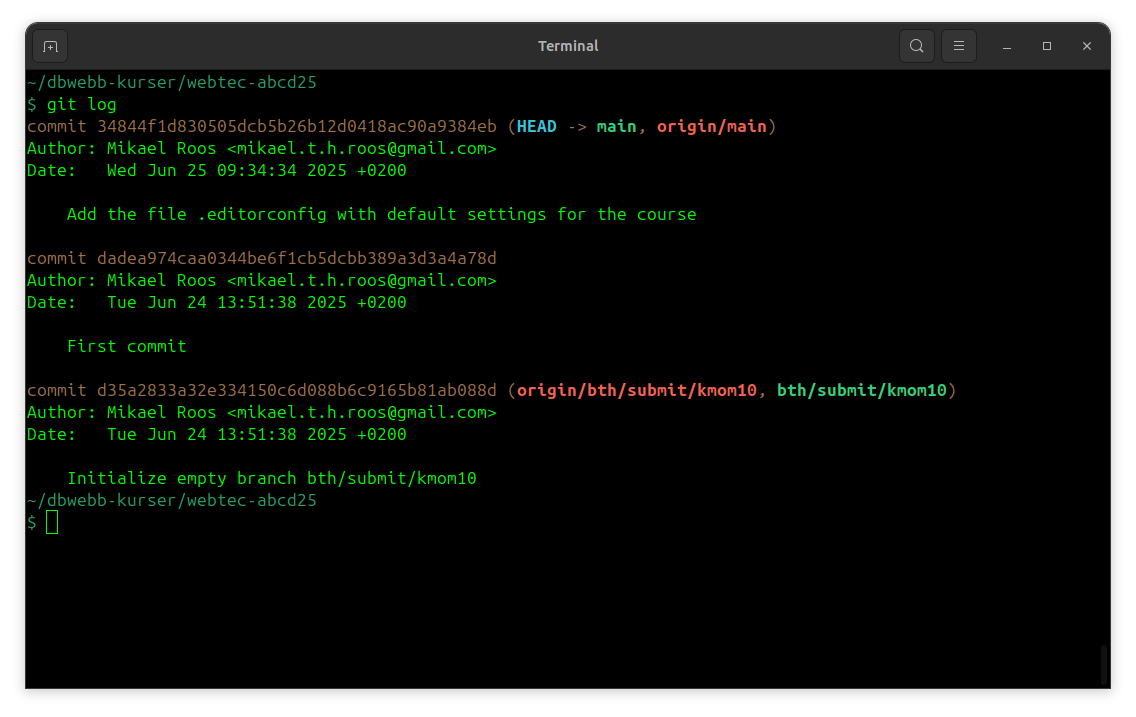 Terminal
~/dbwebb-kurser/webtec-abcd25
$ git log
commit 34844f1d830505dcb5b26b12d0418ac90a9384eb (HEAD -> main, origin/main)
Author: Mikael Roos <mikael.t.h.roos@gmail.com>
Date:   Wed Jun 25 09:34:34 2025 +0200
    Add the file .editorconfig with default settings for the course
commit dadea974caa0344be6f1cb5dcbb389a3d3a4a78d
Author: Mikael Roos <mikael.t.h.roos@gmail.com>
Date:   Tue Jun 24 13:51:38 2025 +0200
    First commit
commit d35a2833a32e334150c6d088b6c9165b81ab088d (origin/bth/submit/kmom10, bth/submit/kmom10)
Author: Mikael Roos <mikael.t.h.roos@gmail.com>
Date:   Tue Jun 24 13:51:38 2025 +0200
    Initialize empty branch bth/submit/kmom10
~/dbwebb-kurser/webtec-abcd25
$